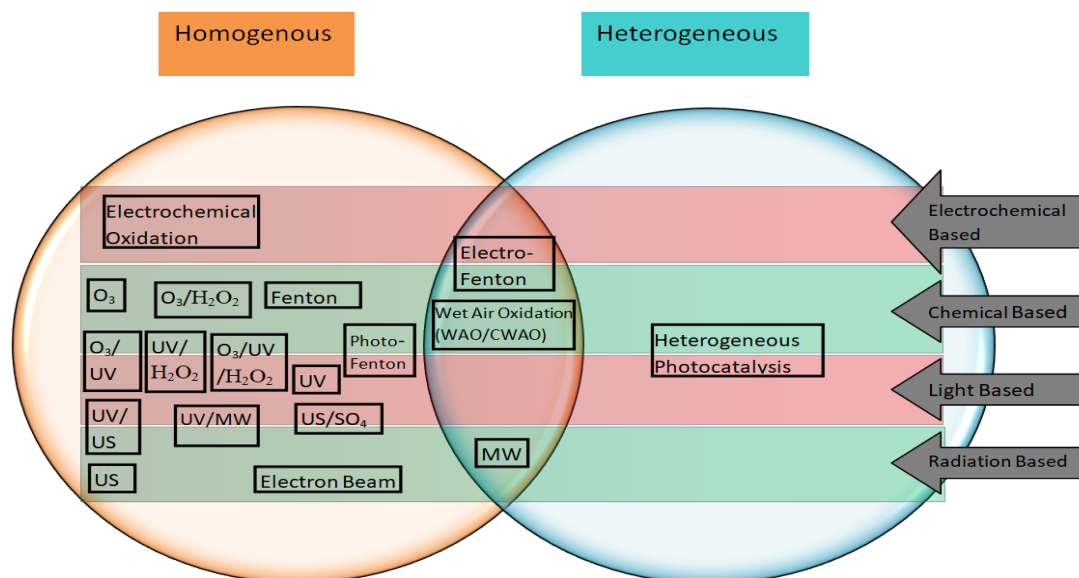 Homogenous
Heterogeneous
Electrochemical
Oxidation
Electro-
Fenton
Electrochemical
Based
O₃
O₃/H₂O₂
Fenton
Wet Air Oxidation
(WAO/CWAO)
Chemical Based
O₃/
UV
UV/
H₂O₂
O₃/UV
/H₂O₂
UV
Photo-
Fenton
Heterogeneous
Photocatalysis
Light Based
UV/
US
UV/MW
US/SO₄
MW
Radiation Based
US
Electron Beam